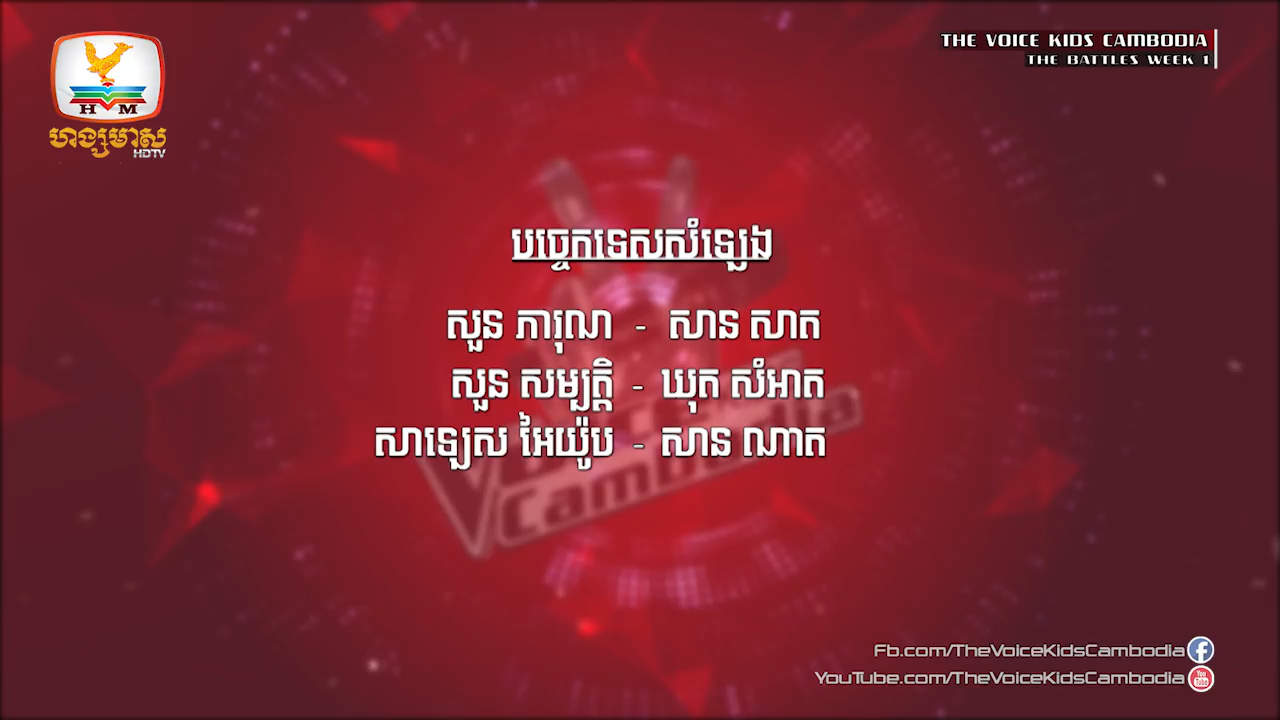 THE VOICE KIDS CAMBODIA
THE BATTLES WEEK 1
H M
ហង្សមាស
HDTV
បច្ចេកទេសសំឡេង
សួន ភារុណ - សាន សាត
សួន សម្បត្តិ - ឃុត សំអាត
សាឡេស អៃយ៉ូប - សាន ណាត
Voice
Cambodia
Fb.com/TheVoiceKidsCambodia
YouTube.com/TheVoiceKidsCambodia